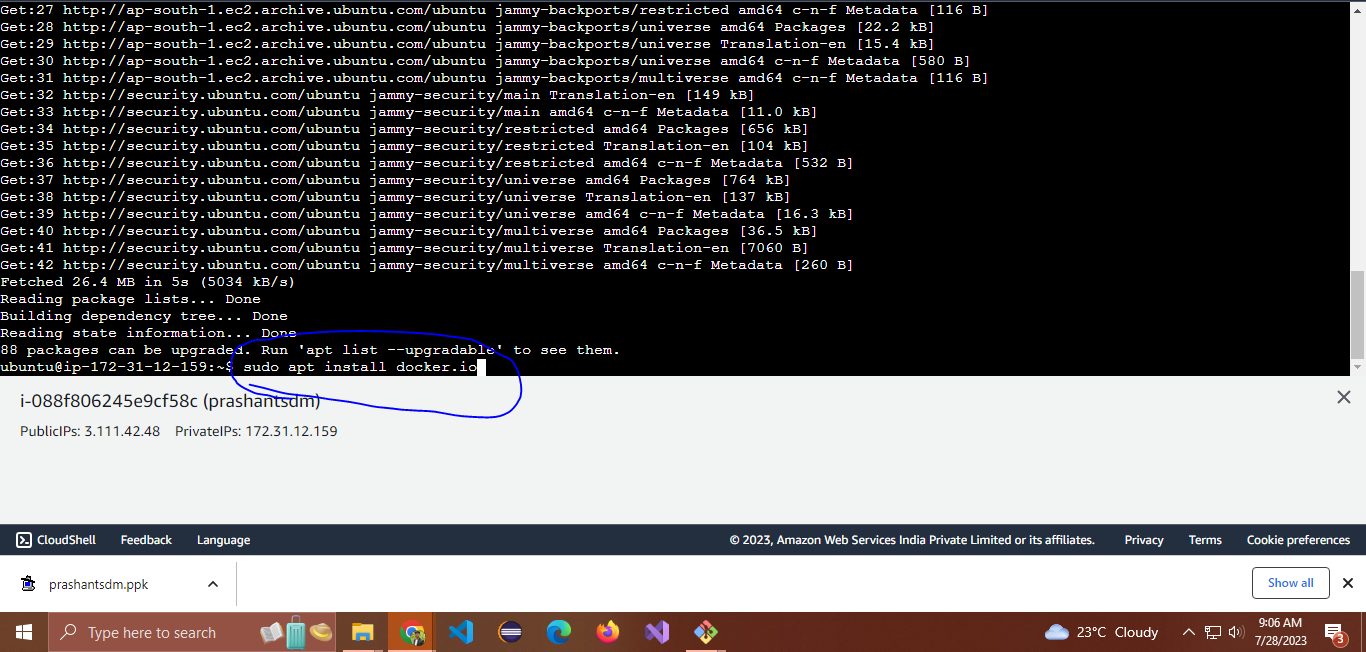 Get:27 http://ap-south-1.ec2.archive.ubuntu.com/ubuntu jammy-backports/restricted amd64 c-n-f Metadata [116 B]
Get:28 http://ap-south-1.ec2.archive.ubuntu.com/ubuntu jammy-backports/universe amd64 Packages [22.2 kB]
Get:29 http://ap-south-1.ec2.archive.ubuntu.com/ubuntu jammy-backports/universe Translation-en [15.4 kB]
Get:30 http://ap-south-1.ec2.archive.ubuntu.com/ubuntu jammy-backports/universe amd64 c-n-f Metadata [580 B]
Get:31 http://ap-south-1.ec2.archive.ubuntu.com/ubuntu jammy-backports/multiverse amd64 c-n-f Metadata [116 B]
Get:32 http://security.ubuntu.com/ubuntu jammy-security/main Translation-en [149 kB]
Get:33 http://security.ubuntu.com/ubuntu jammy-security/main amd64 c-n-f Metadata [11.0 kB]
Get:34 http://security.ubuntu.com/ubuntu jammy-security/restricted amd64 Packages [656 kB]
Get:35 http://security.ubuntu.com/ubuntu jammy-security/restricted Translation-en [104 kB]
Get:36 http://security.ubuntu.com/ubuntu jammy-security/restricted amd64 c-n-f Metadata [532 B]
Get:37 http://security.ubuntu.com/ubuntu jammy-security/universe amd64 Packages [764 kB]
Get:38 http://security.ubuntu.com/ubuntu jammy-security/universe Translation-en [137 kB]
Get:39 http://security.ubuntu.com/ubuntu jammy-security/universe amd64 c-n-f Metadata [16.3 kB]
Get:40 http://security.ubuntu.com/ubuntu jammy-security/multiverse amd64 Packages [36.5 kB]
Get:41 http://security.ubuntu.com/ubuntu jammy-security/multiverse Translation-en [7060 B]
Get:42 http://security.ubuntu.com/ubuntu jammy-security/multiverse amd64 c-n-f Metadata [260 B]
Fetched 26.4 MB in 5s (5034 kB/s)
Reading package lists... Done
Building dependency tree... Done
Reading state information... Done
88 packages can be upgraded. Run 'apt list --upgradable' to see them.
ubuntu@ip-172-31-12-159:~$ sudo apt install docker.io
i-088f806245e9cf58c (prashantsdm)
PublicIPs: 3.111.42.48 PrivateIPs: 172.31.12.159
CloudShell Feedback Language © 2023, Amazon Web Services India Private Limited or its affiliates. Privacy Terms Cookie preferences
prashantsdm.ppk Show all
Type here to search 23°C Cloudy 9:06 AM
7/28/2023 3